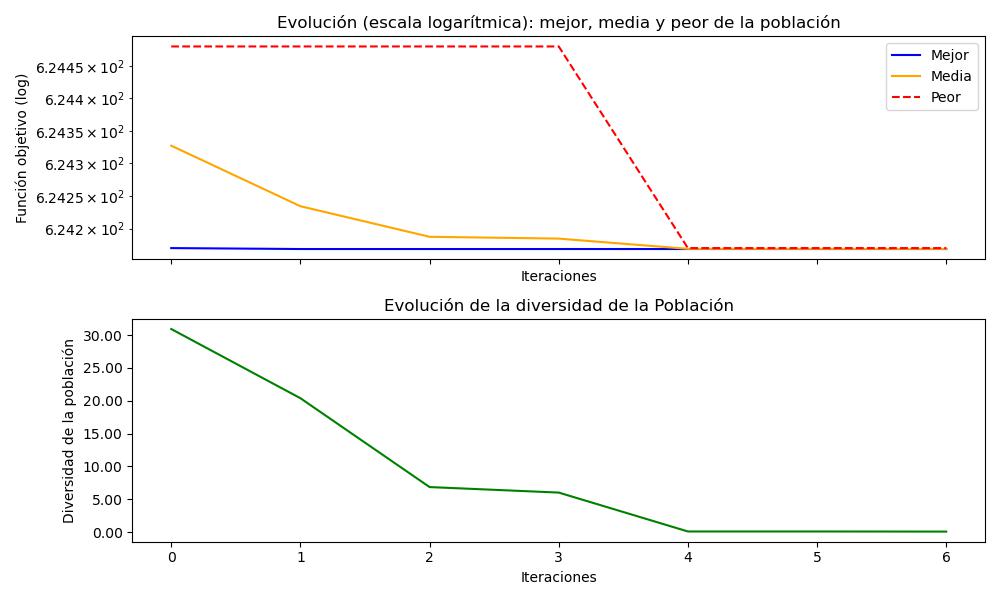 Evolución (escala logarítmica): mejor, media y peor de la población
Función objetivo (log)
6.2445 × 10²
6.244 × 10²
6.2435 × 10²
6.243 × 10²
6.2425 × 10²
6.242 × 10²
Mejor
Media
Peor
Iteraciones
Evolución de la diversidad de la Población
Diversidad de la población
30.00
25.00
20.00
15.00
10.00
5.00
0.00
0 1 2 3 4 5 6
Iteraciones